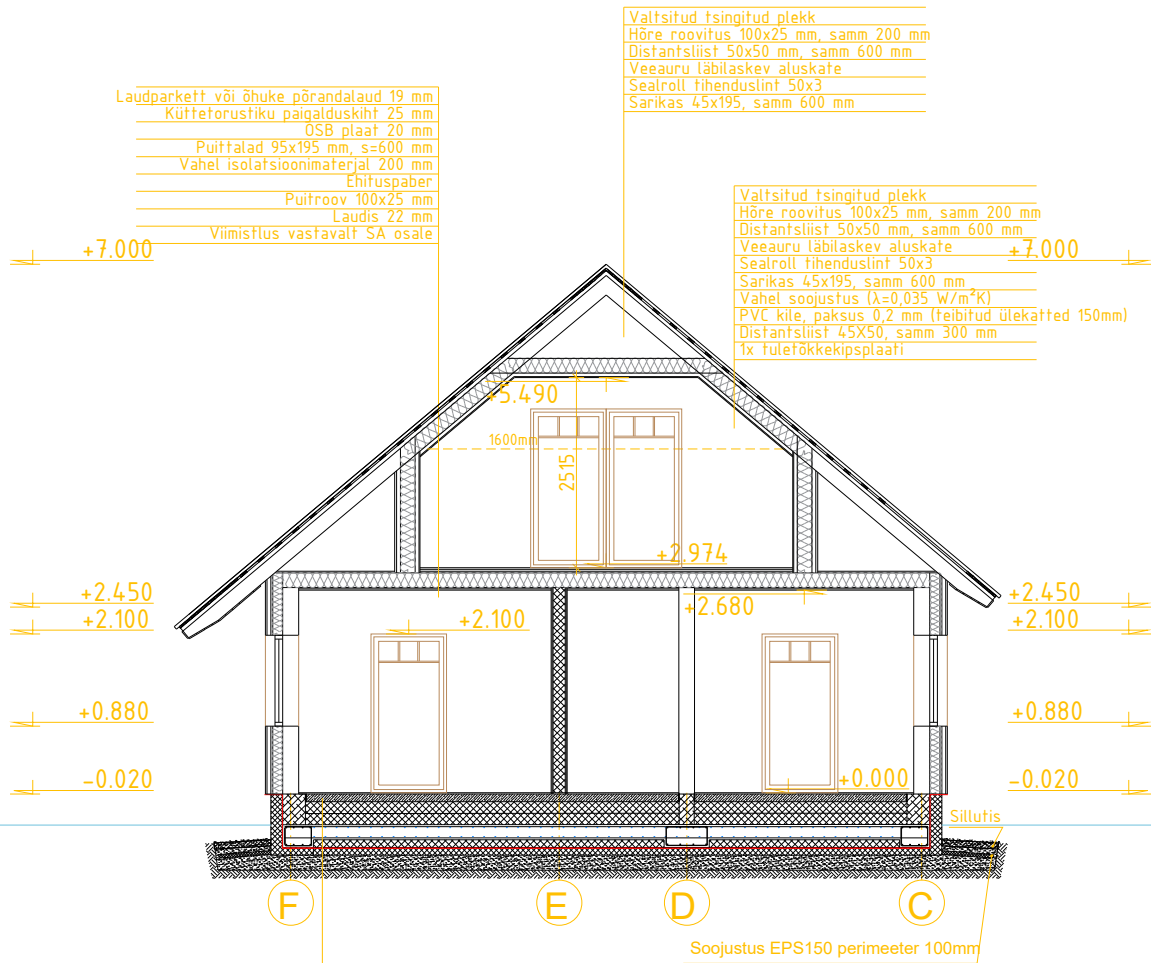 Valtsitud tsingitud plekk
Hõre roovitus 100x25 mm, samm 200 mm
Distantsliist 50x50 mm, samm 600 mm
Veeauru läbilaskev aluskate
Sealroll tihenduslint 50x3
Sarikas 45x195, samm 600 mm
Laudparkett või õhuke põrandalaud 19 mm
Küttetorustiku paigalduskiht 25 mm
OSB plaat 20 mm
Puittalad 95x195 mm, s=600 mm
Vahel isolatsioonimaterjal 200 mm
Ehituspaber
Puitroov 100x25 mm
Laudis 22 mm
Viimistlus vastavalt SA osale
Valtsitud tsingitud plekk
Hõre roovitus 100x25 mm, samm 200 mm
Distantsliist 50x50 mm, samm 600 mm
Veeauru läbilaskev aluskate
Sealroll tihenduslint 50x3
Sarikas 45x195, samm 600 mm
Vahel soojustus (λ=0,035 W/m²K)
PVC kile, paksus 0,2 mm (teibitud ülekatted 150mm)
Distantsliist 45X50, samm 300 mm
1x tuletõkkekipsplaati
+7.000
+7.000
+5.490
1600mm
2515
+2.974
+2.450
+2.680
+2.450
+2.100
+2.100
+2.100
+0.880
+0.880
-0.020
+0.000
-0.020
Sillutis
F
E
D
C
Soojustus EPS150 perimeeter 100mm